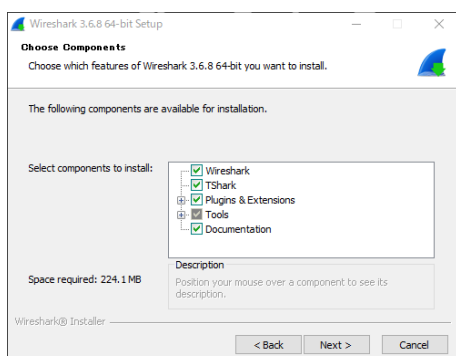 Wireshark 3.6.8 64-bit Setup
Choose Components
Choose which features of Wireshark 3.6.8 64-bit you want to install.
The following components are available for installation.
Select components to install:
Wireshark
TShark
Plugins & Extensions
Tools
Documentation
Space required: 224.1 MB
Description
Position your mouse over a component to see its
description.
Wireshark® Installer
< Back Next > Cancel